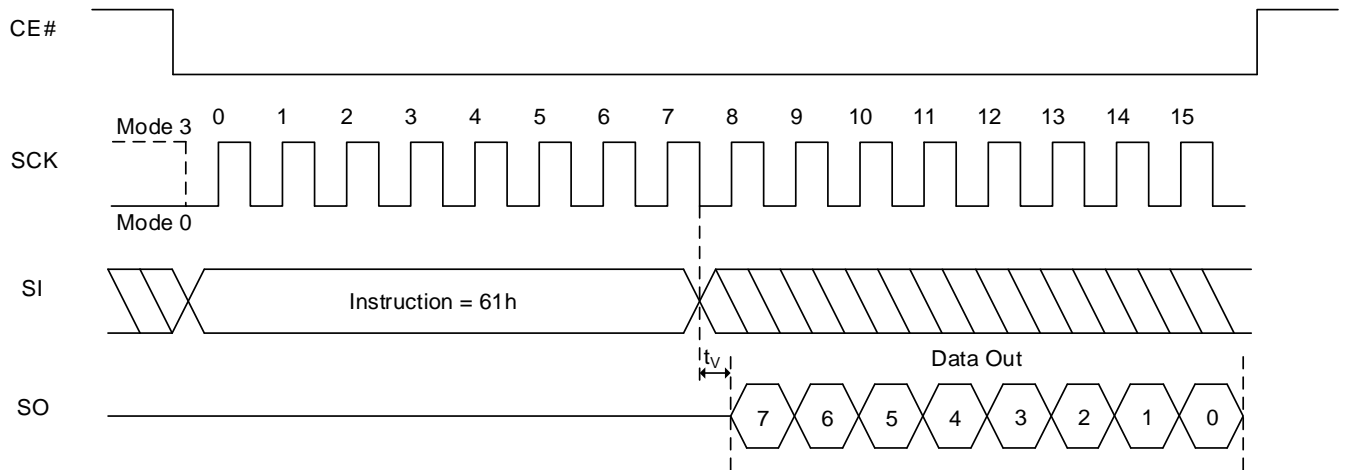 CE#
Mode 3 0 1 2 3 4 5 6 7 8 9 10 11 12 13 14 15
SCK
Mode 0
SI Instruction = 61h
tV Data Out
SO 7 6 5 4 3 2 1 0